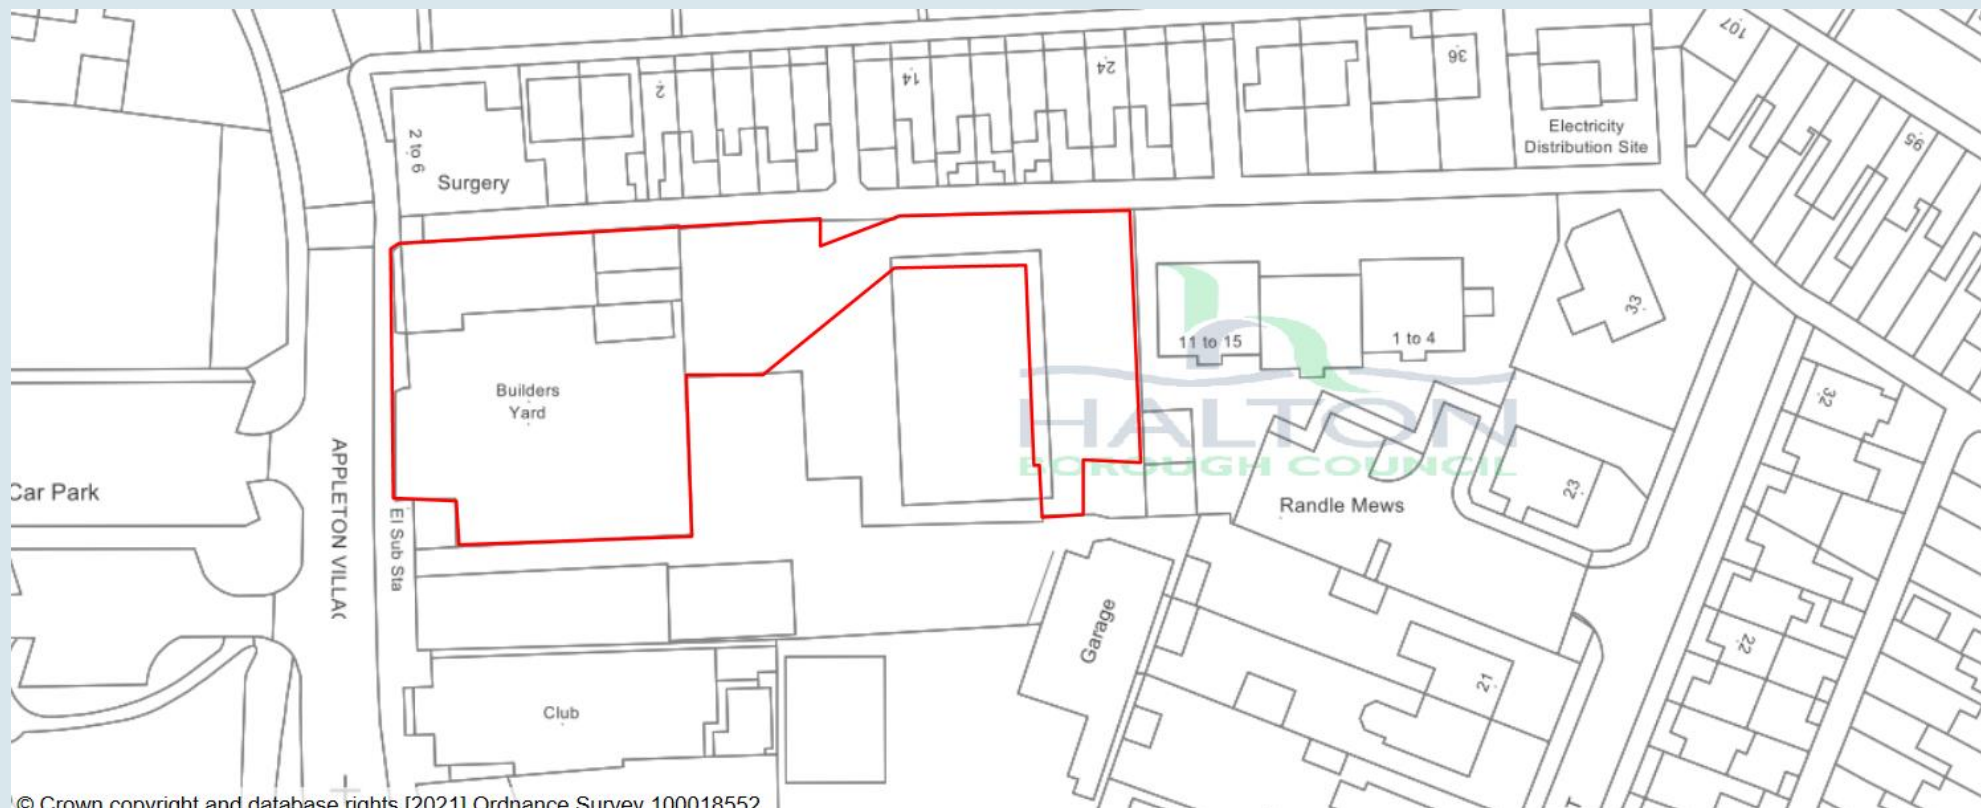 107
36
24
14
2
Electricity
Distribution Site
95
2 to 6
Surgery
33
11 to 15
1 to 4
Builders
Yard
32
HALTON
BOROUGH COUNCIL
APPLETON VILLAG
Car Park
23
Randle Mews
El Sub Sta
Garage
22
21
Club
© Crown copyright and database rights [2021] Ordnance Survey 100018552